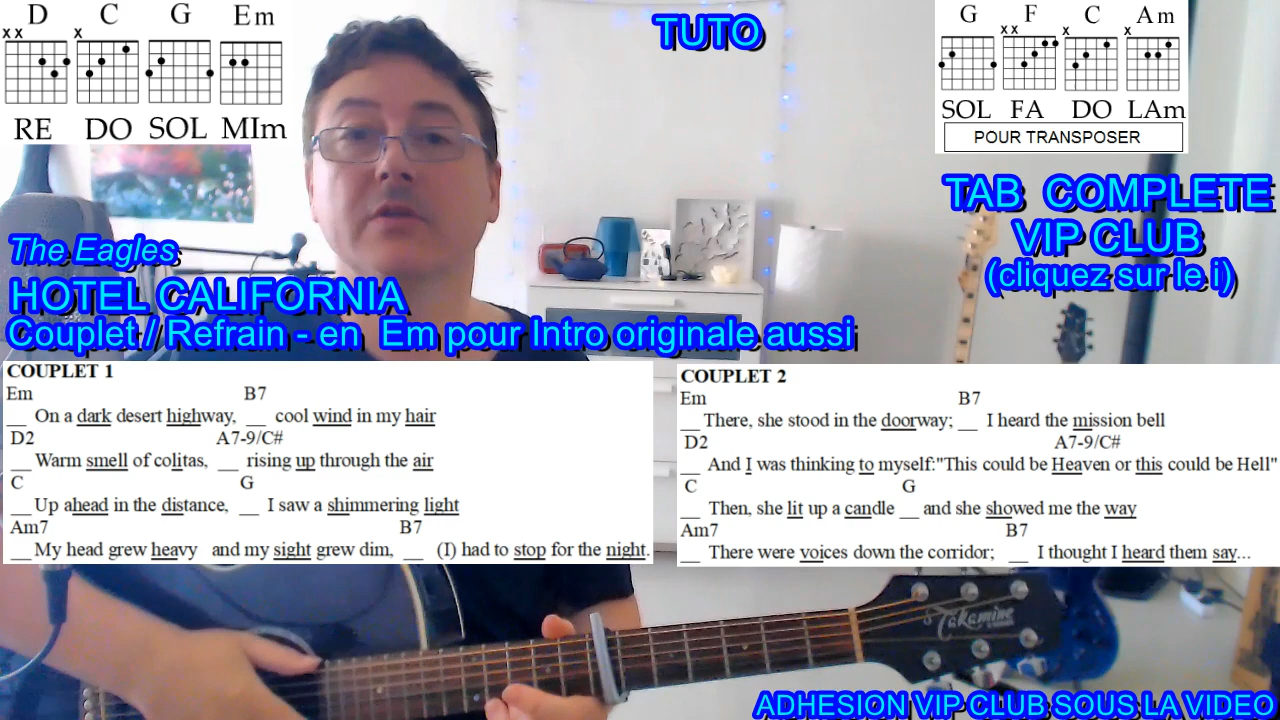 D C G Em
x x x
RE DO SOL MIm
TUTO
G F C Am
x x x x
SOL FA DO LAm
POUR TRANSPOSER
TAB COMPLETE
VIP CLUB
(cliquez sur le i)
The Eagles
HOTEL CALIFORNIA
Couplet / Refrain - en Em pour Intro originale aussi
COUPLET 1
Em B7
__ On a dark desert highway, __ cool wind in my hair
D2 A7-9/C#
__ Warm smell of colitas, __ rising up through the air
C G
__ Up ahead in the distance, __ I saw a shimmering light
Am7 B7
__ My head grew heavy and my sight grew dim, __ (I) had to stop for the night.
COUPLET 2
Em B7
__ There, she stood in the doorway; __ I heard the mission bell
D2 A7-9/C#
__ And I was thinking to myself:"This could be Heaven or this could be Hell"
C G
__ Then, she lit up a candle __ and she showed me the way
Am7 B7
__ There were voices down the corridor; __ I thought I heard them say...
Takamine
ADHESION VIP CLUB SOUS LA VIDEO